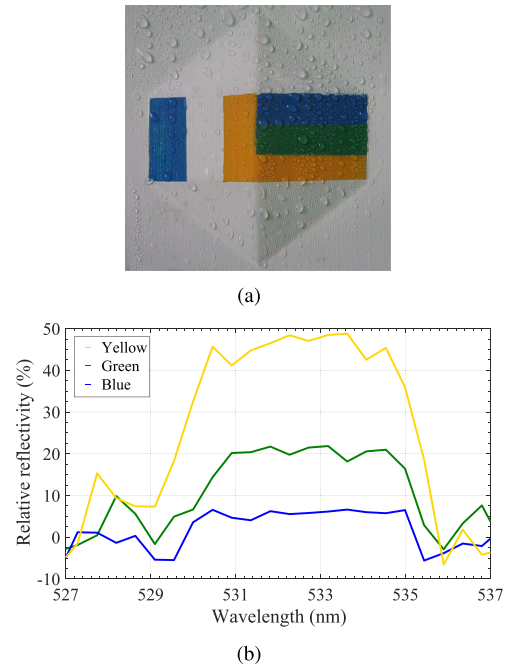 (a)
50
40
30
20
10
0
-10
Relative reflectivity (%)
Yellow
Green
Blue
527 529 531 533 535 537
Wavelength (nm)
(b)